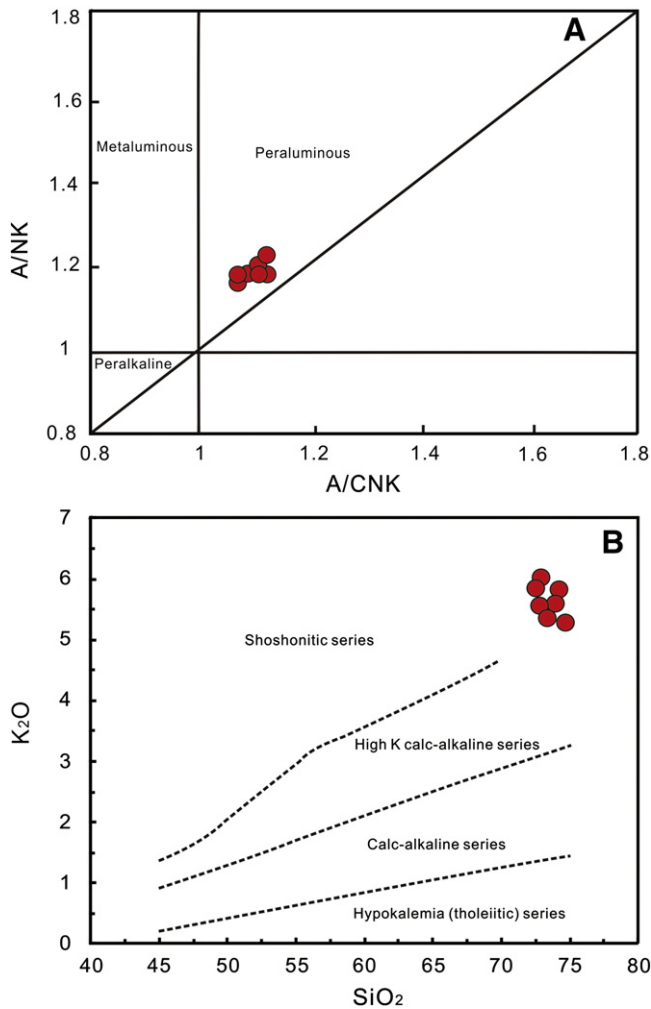 A
1.8
1.6
1.4
1.2
1
0.8
A/NK
Metaluminous
Peraluminous
Peralkaline
0.8 1 1.2 1.4 1.6 1.8
A/CNK
B
7
6
5
4
3
2
1
0
K₂O
Shoshonitic series
High K calc-alkaline series
Calc-alkaline series
Hypokalemia (tholeiitic) series
40 45 50 55 60 65 70 75 80
SiO₂